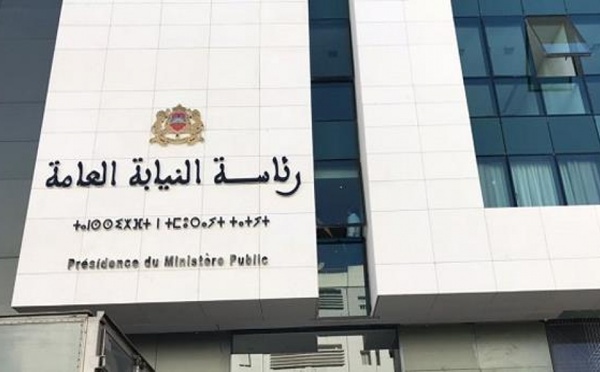 رئاسة النيابة العامة
Présidence du Ministère Public